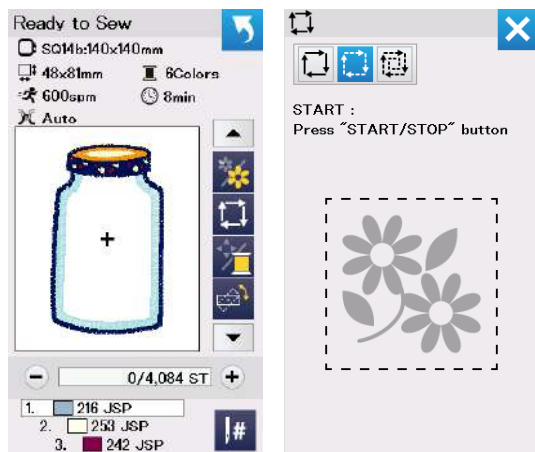 Ready to Sew
SQ14b:140x140mm
48x81mm 6Colors
600spm 8min
Auto
0/4,084 ST
1. 216 JSP
2. 253 JSP
3. 242 JSP
#
START :
Press "START/STOP" button